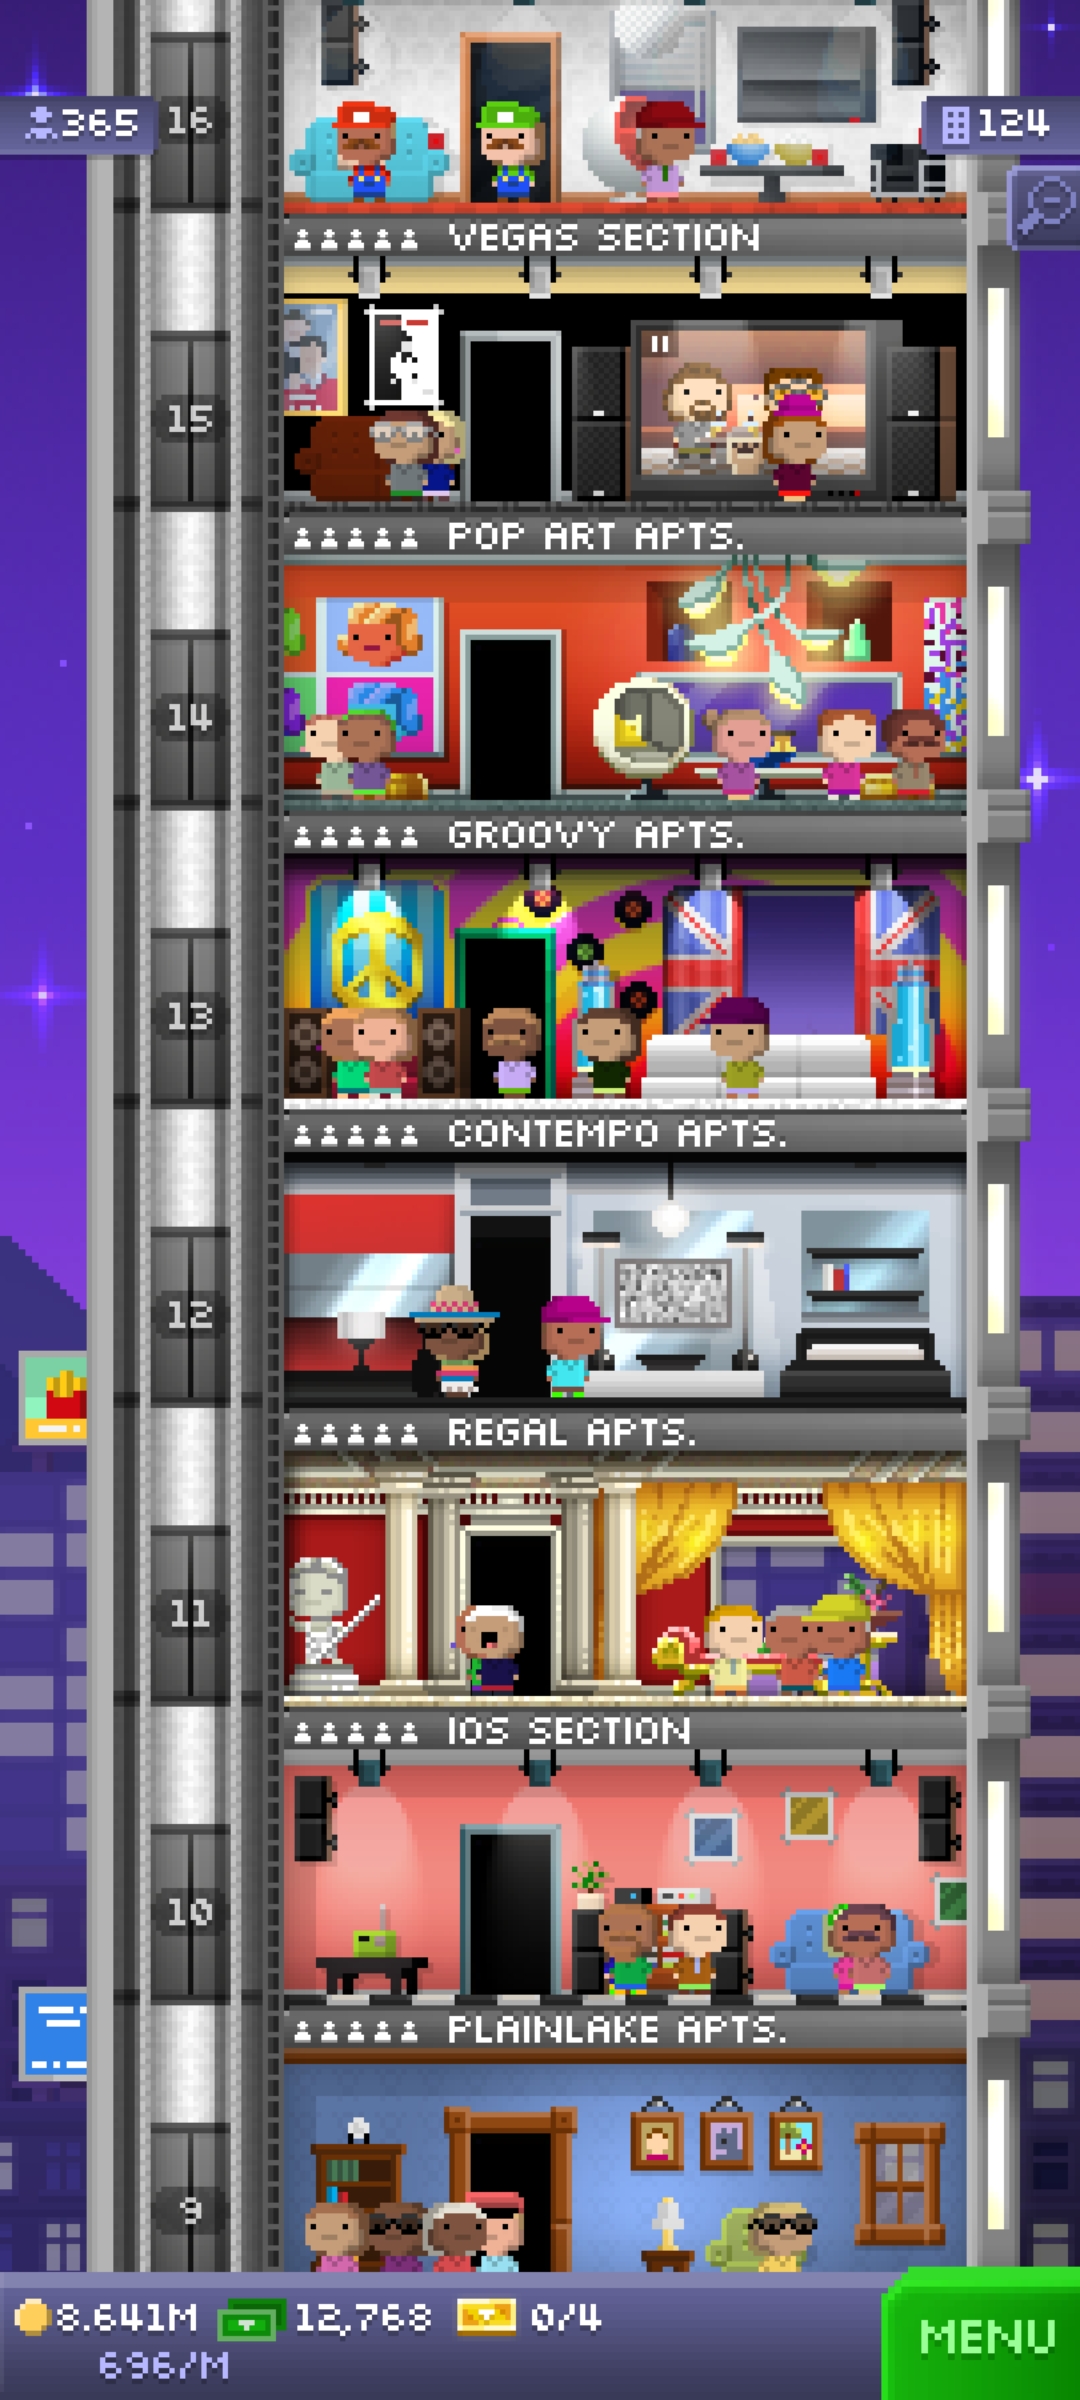 365
16
124
VEGAS SECTION
15
POP ART APTS.
14
GROOVY APTS.
13
CONTEMPO APTS.
12
REGAL APTS.
11
IOS SECTION
10
PLAINLAKE APTS.
9
8.641M 12,768 0/4
696/M
MENU